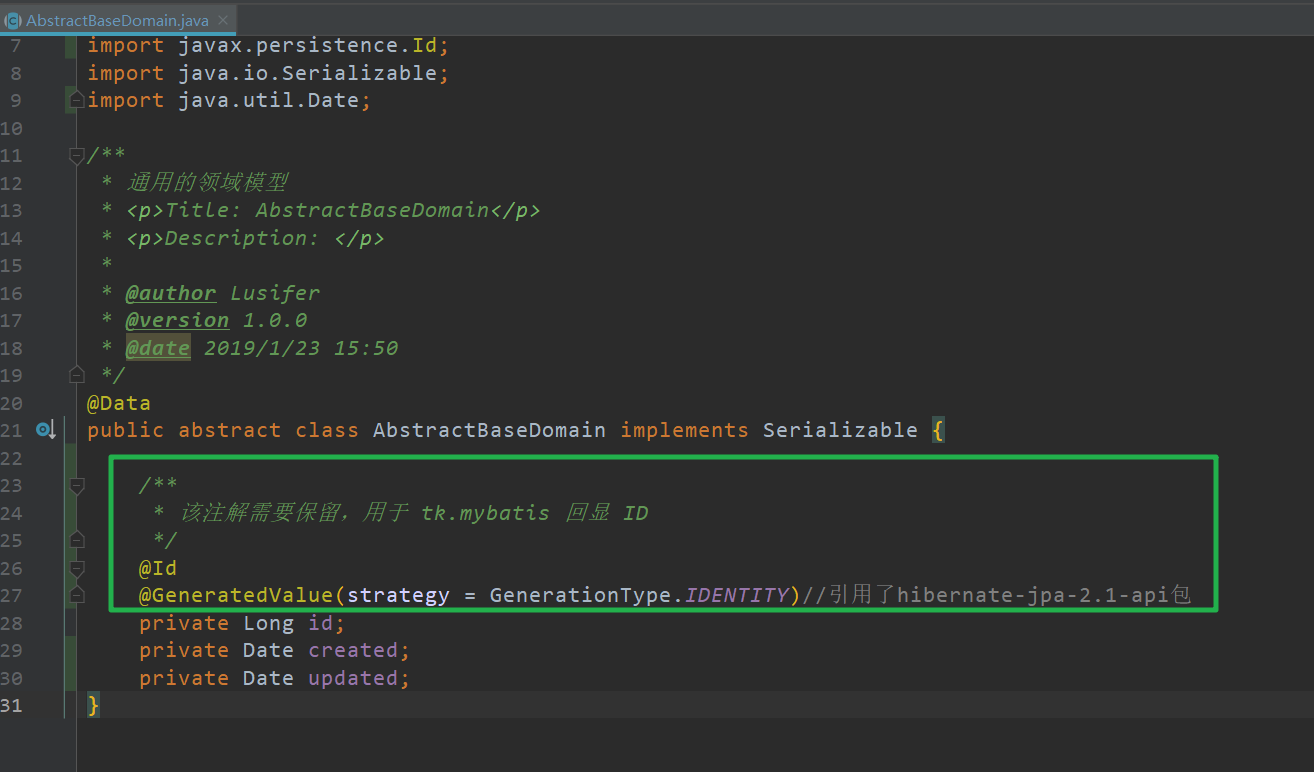 AbstractBaseDomain.java
7 import javax.persistence.Id;
8 import java.io.Serializable;
9 import java.util.Date;
10
11 /**
12 * 通用的领域模型
13 * <p>Title: AbstractBaseDomain</p>
14 * <p>Description: </p>
15 *
16 * @author Lusifer
17 * @version 1.0.0
18 * @date 2019/1/23 15:50
19 */
20 @Data
21 public abstract class AbstractBaseDomain implements Serializable {
22
23 /**
24 * 该注解需要保留，用于 tk.mybatis 回显 ID
25 */
26 @Id
27 @GeneratedValue(strategy = GenerationType.IDENTITY)//引用了hibernate-jpa-2.1-api包
28 private Long id;
29 private Date created;
30 private Date updated;
31 }